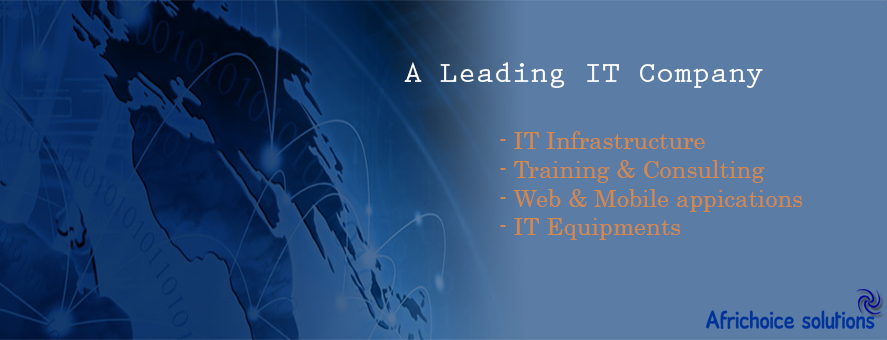 A Leading IT Company
- IT Infrastructure
- Training & Consulting
- Web & Mobile appications
- IT Equipments
Africhoice solutions